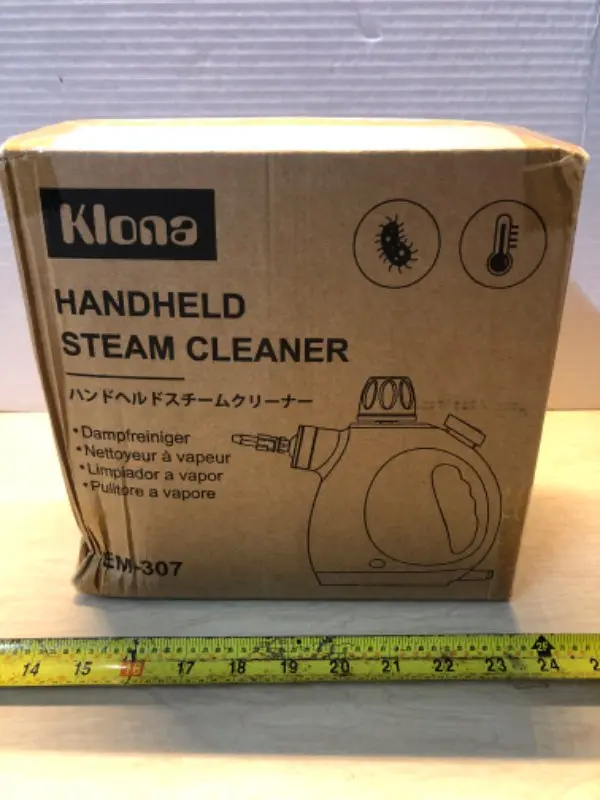 Klona
HANDHELD
STEAM CLEANER
ハンドヘルドスチームクリーナー
•Dampfreiniger
•Nettoyeur à vapeur
•Limpiador a vapor
•Pulitore a vapore
EM-307
14 15 16 17 18 19 20 21 22 23 24
2F